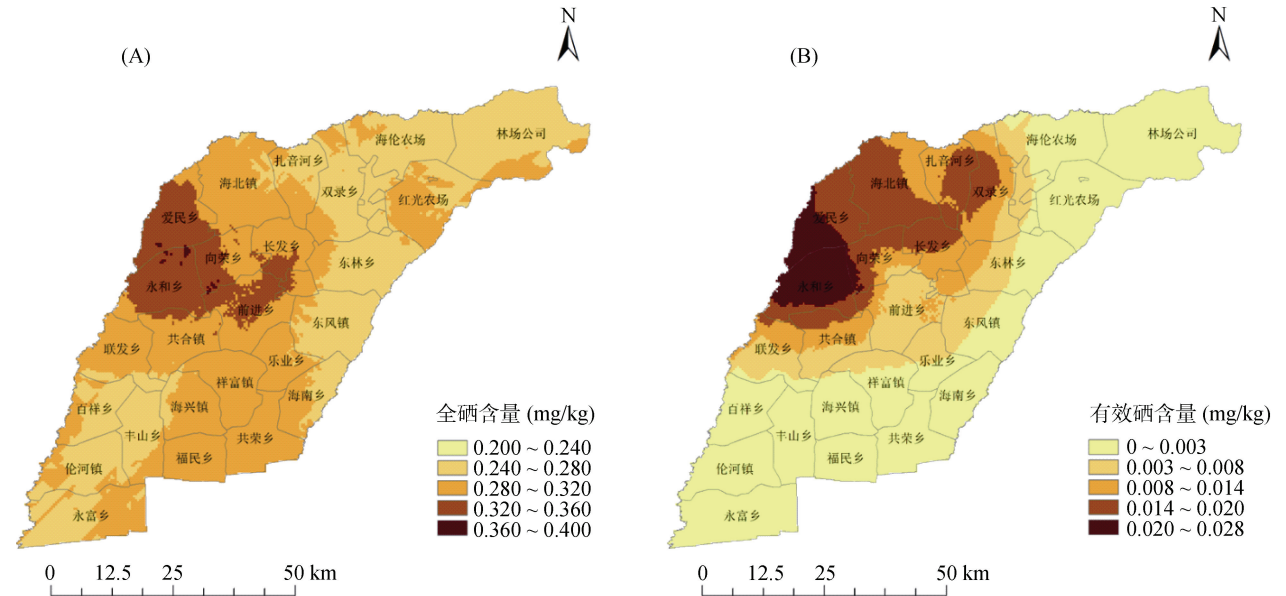 N
(A)
海伦农场
林场公司
扎音河乡
海北镇
双录乡
红光农场
爱民乡
长发乡
向荣乡
东林乡
永和乡
前进乡
东风镇
共合镇
联发乡
乐业乡
祥富镇
海南乡
百祥乡
海兴镇
丰山乡
共荣乡
福民乡
伦河镇
永富乡
全硒含量 (mg/kg)
0.200 ~ 0.240
0.240 ~ 0.280
0.280 ~ 0.320
0.320 ~ 0.360
0.360 ~ 0.400
0 12.5 25 50 km
N
(B)
海伦农场
林场公司
扎音河乡
海北镇
双录乡
红光农场
爱民乡
长发乡
向荣乡
东林乡
永和乡
前进乡
东风镇
共合镇
联发乡
乐业乡
祥富镇
海南乡
百祥乡
海兴镇
丰山乡
共荣乡
福民乡
伦河镇
永富乡
有效硒含量 (mg/kg)
0 ~ 0.003
0.003 ~ 0.008
0.008 ~ 0.014
0.014 ~ 0.020
0.020 ~ 0.028
0 12.5 25 50 km